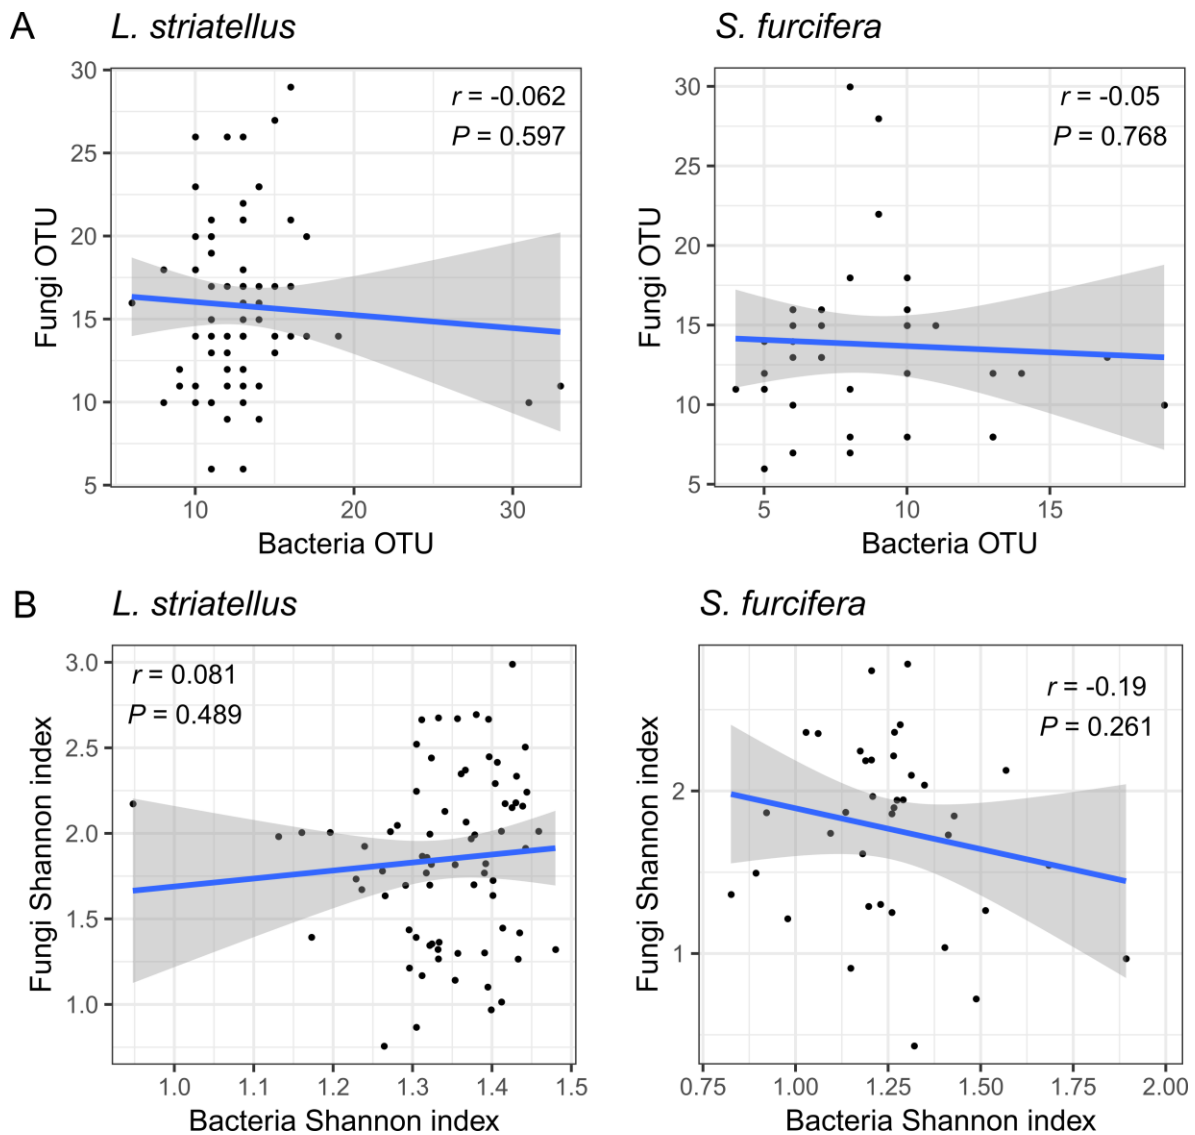 A
L. striatellus
S. furcifera
r = -0.062
P = 0.597
Fungi OTU
30
25
20
15
10
5
10
20
30
Bacteria OTU
r = -0.05
P = 0.768
Fungi OTU
30
25
20
15
10
5
5
10
15
Bacteria OTU
B
L. striatellus
S. furcifera
r = 0.081
P = 0.489
Fungi Shannon index
3.0
2.5
2.0
1.5
1.0
1.0
1.1
1.2
1.3
1.4
1.5
Bacteria Shannon index
r = -0.19
P = 0.261
Fungi Shannon index
2
1
0.75
1.00
1.25
1.50
1.75
2.00
Bacteria Shannon index